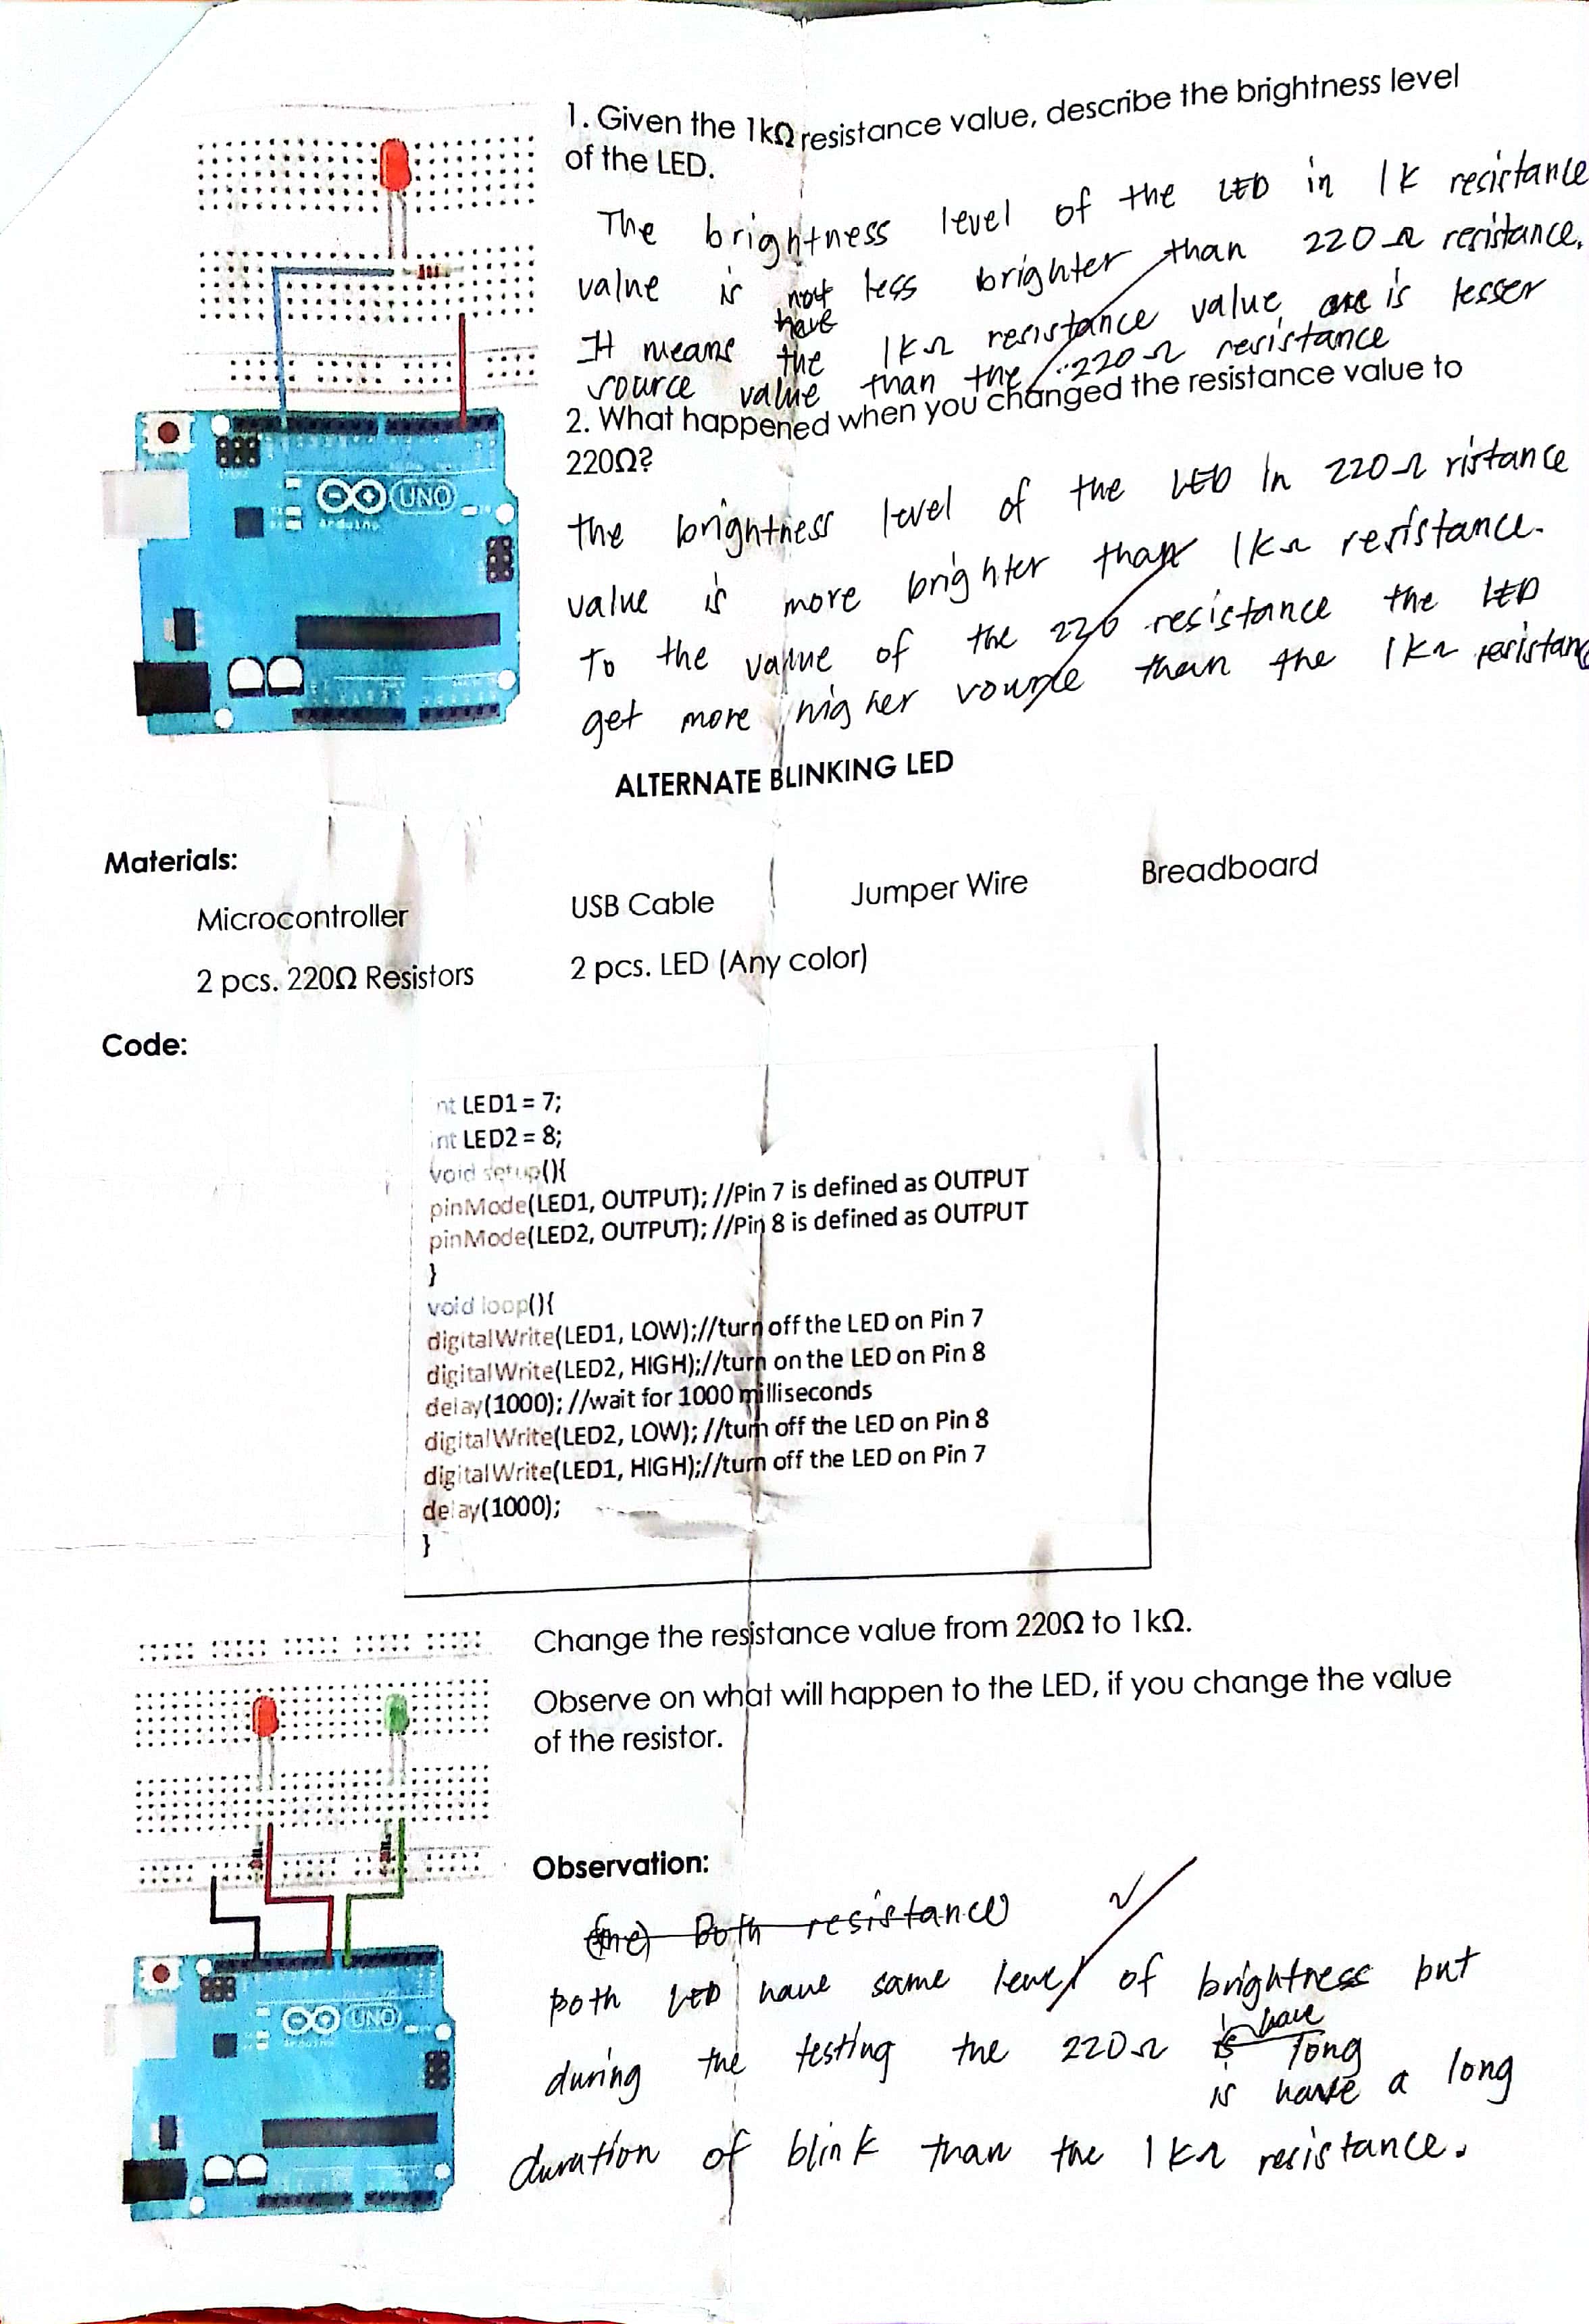 1. Given the 1kΩ resistance value, describe the brightness level
of the LED.
The brightness level of the LED in 1K resistance
value is not less brighter than 220Ω resistance.
have
It means the 1KΩ resistance value are is lesser
source value than the 220Ω resistance
2. What happened when you changed the resistance value to
220Ω?
the brightness level of the LED In 220Ω ristance
value is more brighter than 1KΩ resistance.
To the value of the 220 resistance the LED
get more higher than the 1KΩ resistanc
UNO
Arduino
ALTERNATE BLINKING LED
Materials:
Microcontroller USB Cable Jumper Wire Breadboard
2 pcs. 220Ω Resistors 2 pcs. LED (Any color)
Code:
int LED1 = 7;
int LED2 = 8;
void setup(){
pinMode(LED1, OUTPUT); //Pin 7 is defined as OUTPUT
pinMode(LED2, OUTPUT); //Pin 8 is defined as OUTPUT
}
void loop(){
digitalWrite(LED1, LOW);//turn off the LED on Pin 7
digitalWrite(LED2, HIGH);//turn on the LED on Pin 8
delay(1000); //wait for 1000 milliseconds
digitalWrite(LED2, LOW); //turn off the LED on Pin 8
digitalWrite(LED1, HIGH);//turn off the LED on Pin 7
delay(1000);
}
Change the resistance value from 220Ω to 1kΩ.
Observe on what will happen to the LED, if you change the value
of the resistor.
Observation:
Both resistance
both LED have same level of brightness but
have
during the testing the 220Ω is long
is have a long
duration of blink than the 1KΩ resistance.
UNO
Arduino